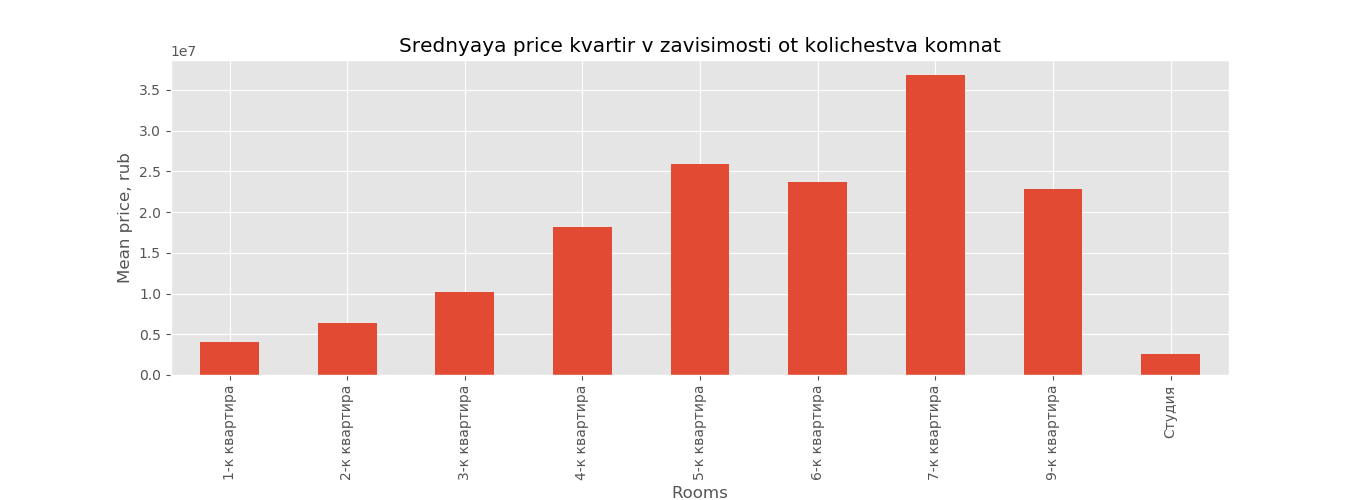 Srednyaya price kvartir v zavisimosti ot kolichestva komnat
1e7
3.5
3.0
2.5
2.0
1.5
1.0
0.5
0.0
Mean price, rub
1-к квартира
2-к квартира
3-к квартира
4-к квартира
5-к квартира
6-к квартира
7-к квартира
9-к квартира
Студия
Rooms